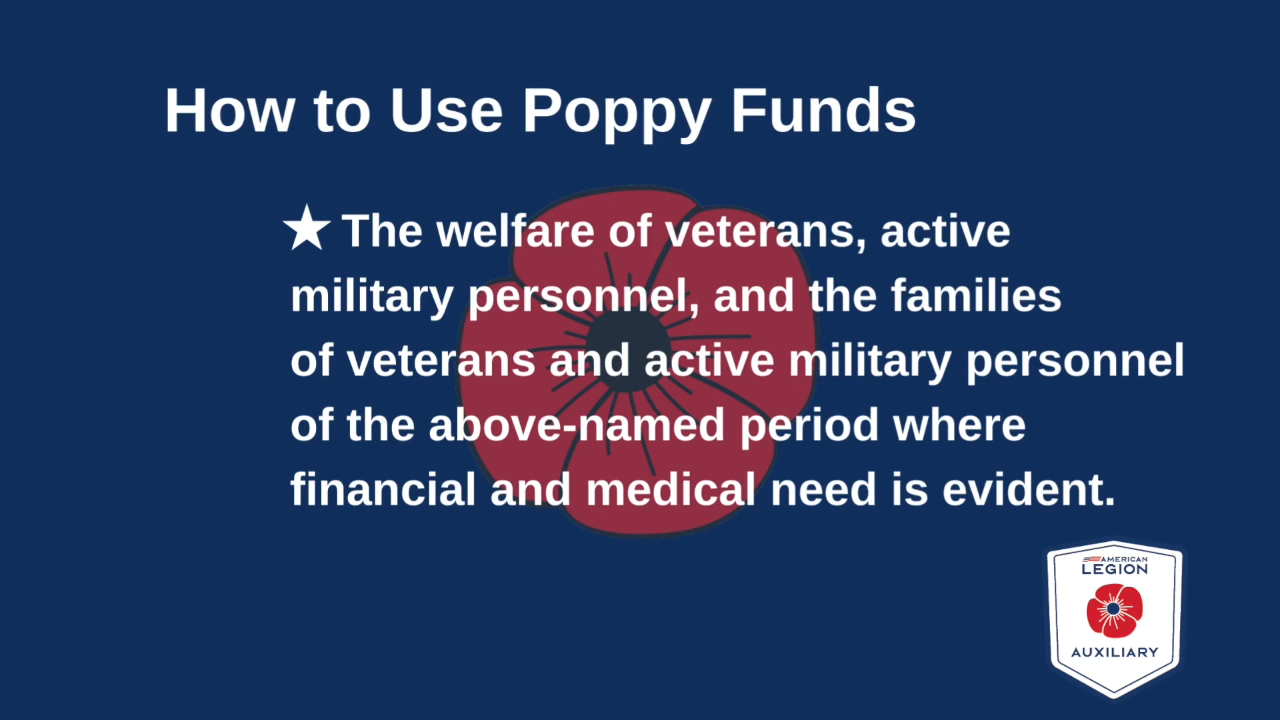 How to Use Poppy Funds
★ The welfare of veterans, active
military personnel, and the families
of veterans and active military personnel
of the above-named period where
financial and medical need is evident.
AMERICAN
LEGION
AUXILIARY